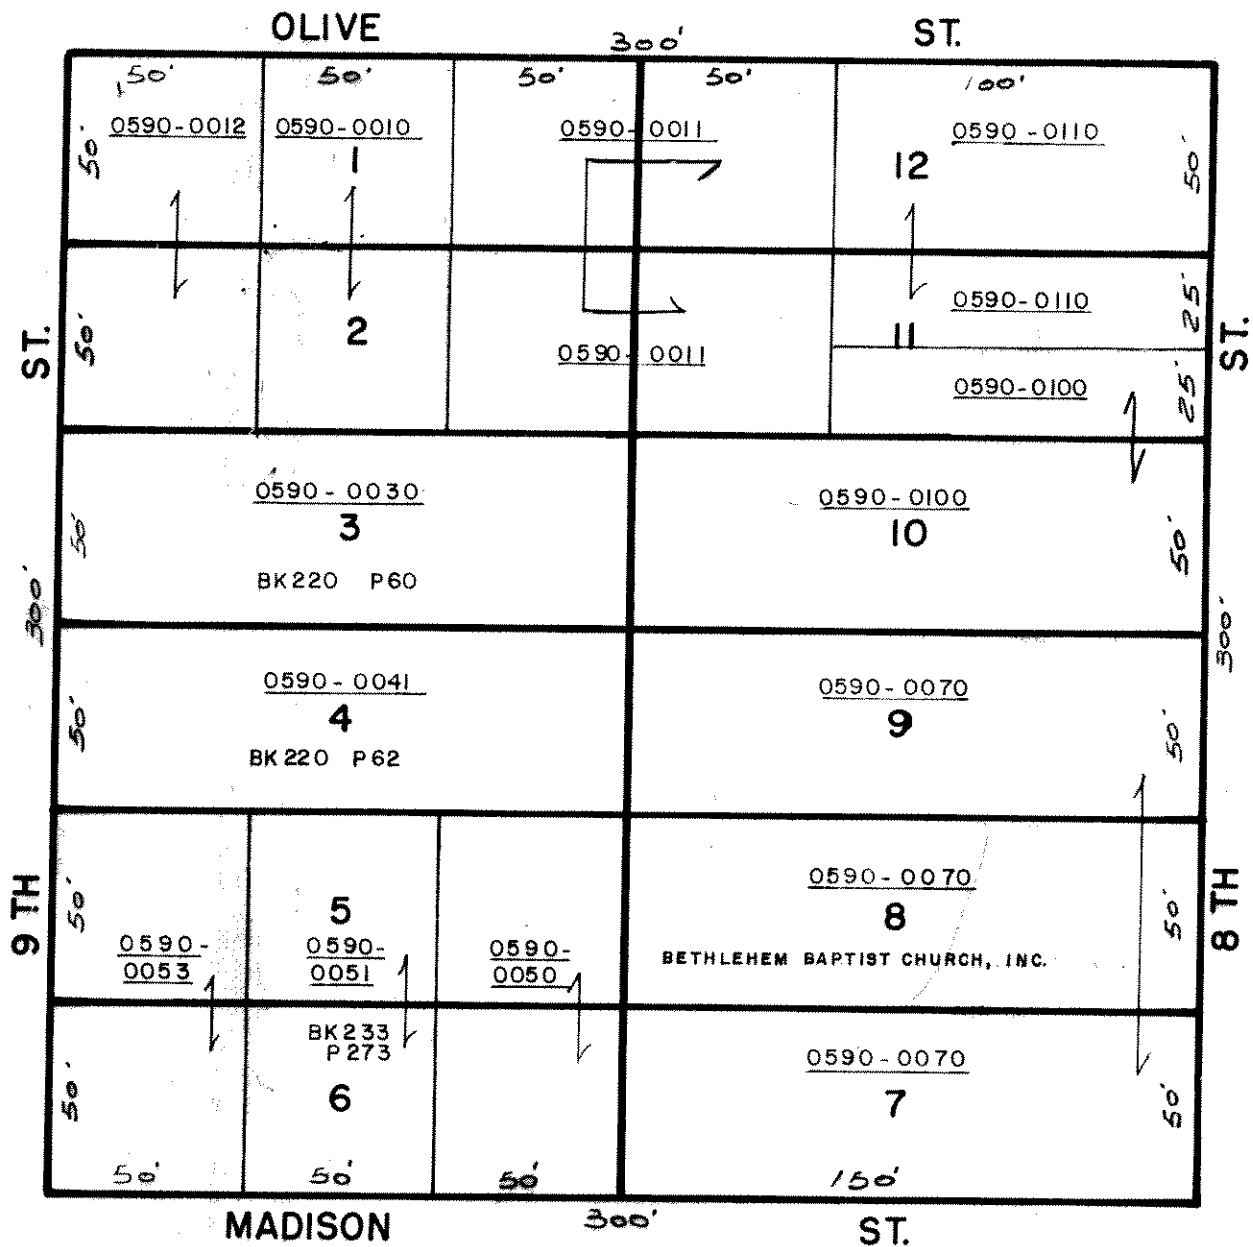 OLIVE 300' ST.
50' 50' 50' 50' 100'
0590-0012 0590-0010 0590-0011 0590-0110
50' 1 12 50'
0590-0110 25'
ST. 50' 2 11 ST.
0590-0011
0590-0100 25'
0590-0030 0590-0100
50' 3 10 50'
BK220 P60
300' 300'
0590-0041 0590-0070
50' 4 9 50'
BK220 P62
0590-0070
9 TH 50' 5 8 50' 8 TH
0590-0053 0590-0051 0590-0050 BETHLEHEM BAPTIST CHURCH, INC.
BK233
P273
0590-0070
50' 6 7 50'
50' 50' 50' 150'
MADISON 300' ST.